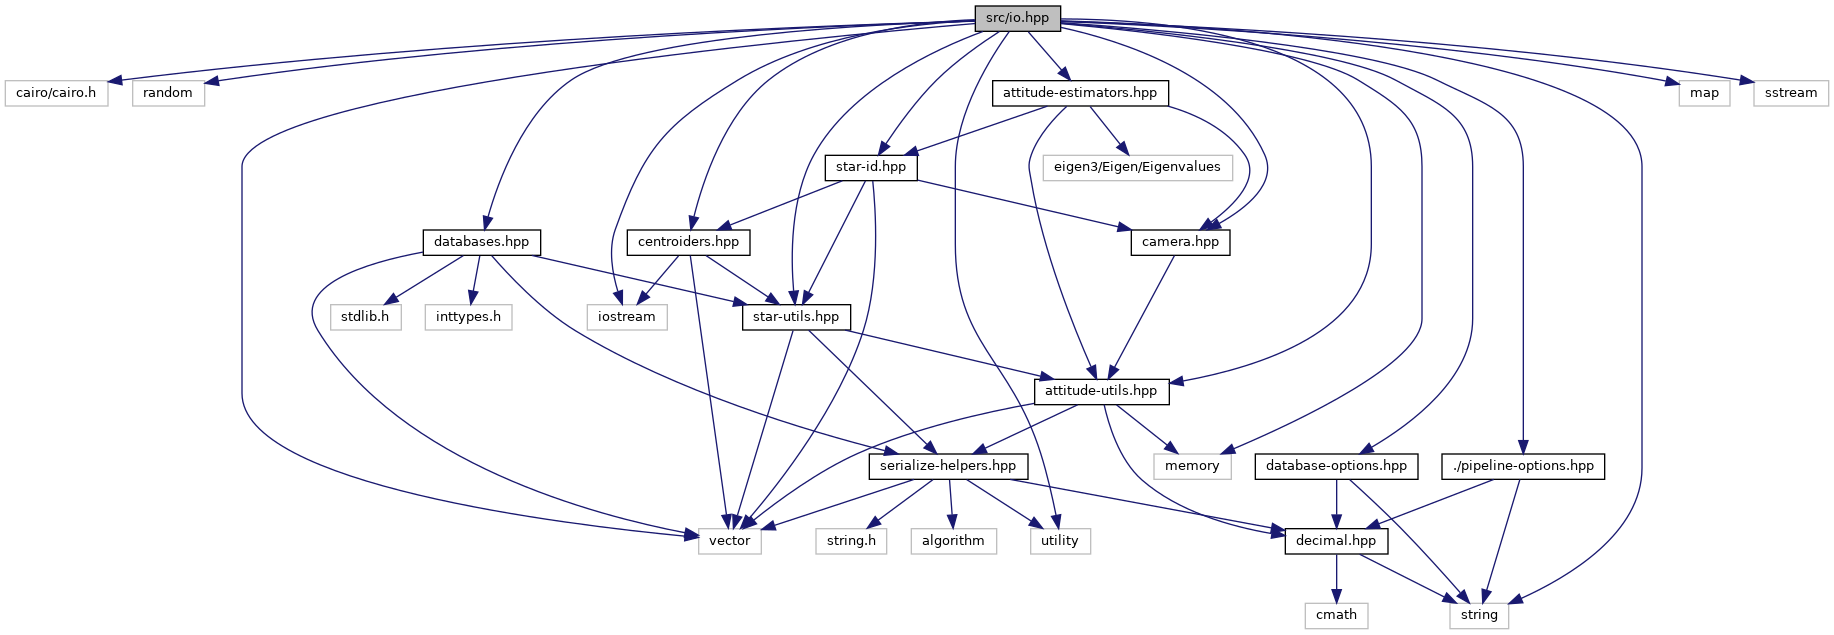 src/io.hpp
cairo/cairo.h
random
attitude-estimators.hpp
map
sstream
star-id.hpp
eigen3/Eigen/Eigenvalues
databases.hpp
centroiders.hpp
camera.hpp
stdlib.h
inttypes.h
iostream
star-utils.hpp
attitude-utils.hpp
serialize-helpers.hpp
memory
database-options.hpp
./pipeline-options.hpp
vector
string.h
algorithm
utility
decimal.hpp
cmath
string